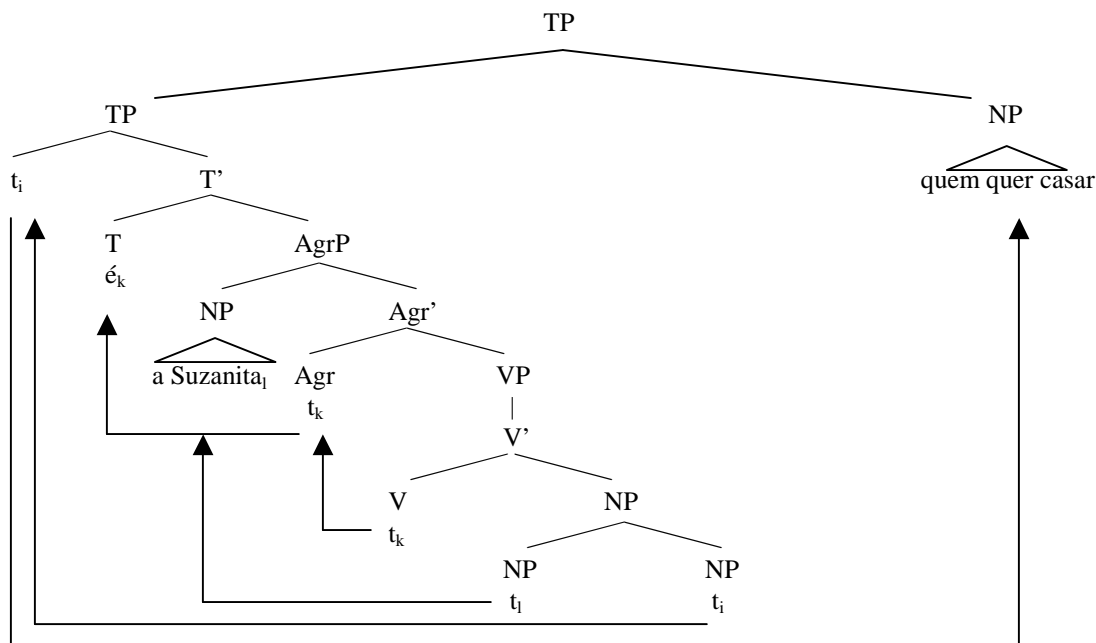 TP
TP NP
tᵢ T’ quem quer casar
T AgrP
éₖ
NP Agr’
a Suzanitaₗ Agr VP
tₖ
V’
V NP
tₖ
NP NP
tₗ tᵢ